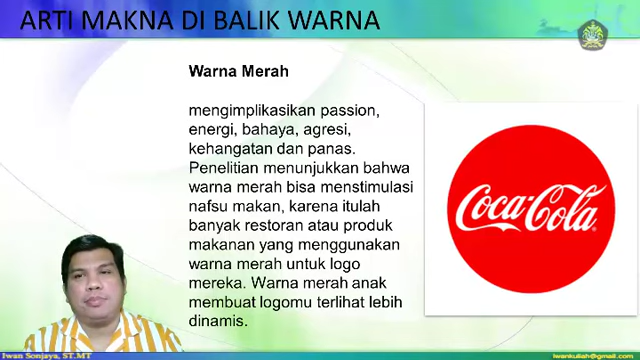 ARTI MAKNA DI BALIK WARNA
Warna Merah
mengimplikasikan passion,
energi, bahaya, agresi,
kehangatan dan panas.
Penelitian menunjukkan bahwa
warna merah bisa menstimulasi
nafsu makan, karena itulah
banyak restoran atau produk
makanan yang menggunakan
warna merah untuk logo
mereka. Warna merah anak
membuat logomu terlihat lebih
dinamis.
Coca-Cola
Iwan Sonjaya, ST.MT
iwankuliah@gmail.com